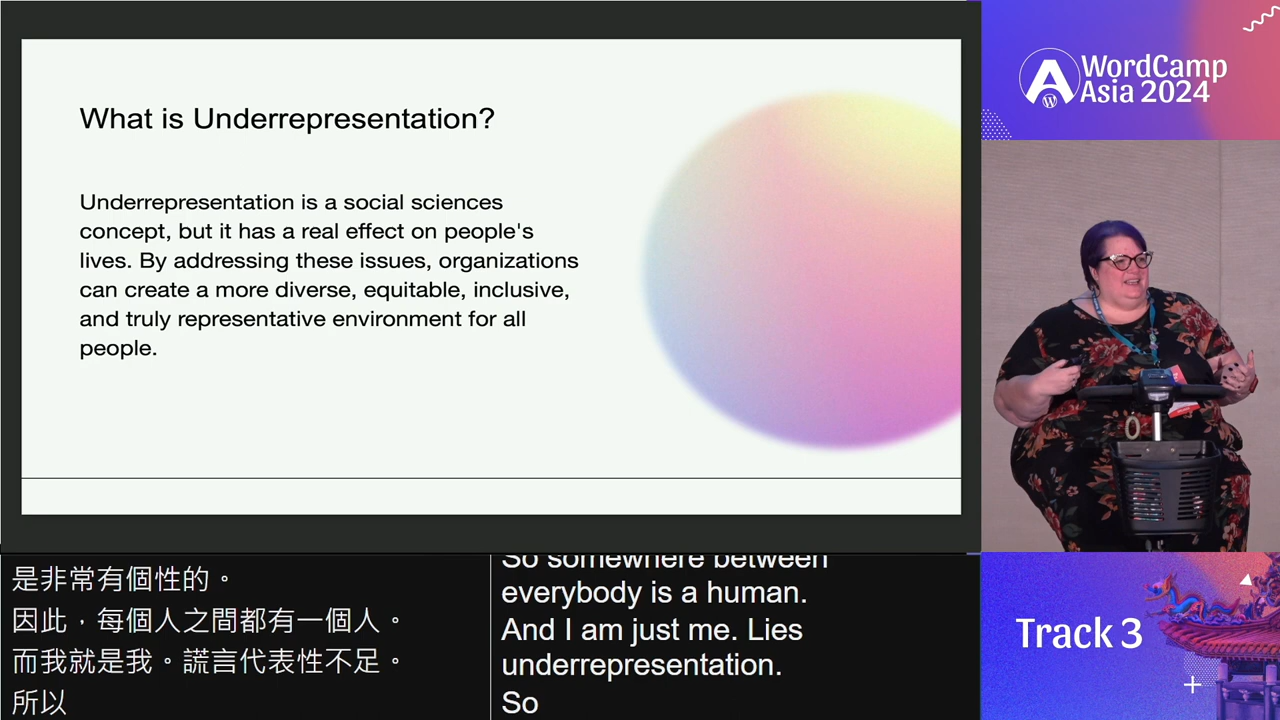 What is Underrepresentation?
Underrepresentation is a social sciences
concept, but it has a real effect on people's
lives. By addressing these issues, organizations
can create a more diverse, equitable, inclusive,
and truly representative environment for all
people.
WordCamp
Asia 2024
是非常有個性的。
因此，每個人之間都有一個人。
而我就是我。謊言代表性不足。
所以
So somewhere between
everybody is a human.
And I am just me. Lies
underrepresentation.
So
Track 3